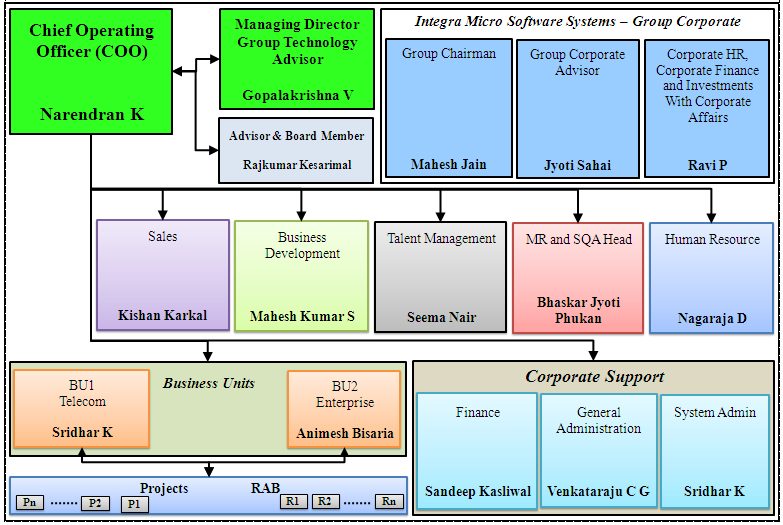 Chief Operating
Officer (COO)
Narendran K
Managing Director
Group Technology
Advisor
Gopalakrishna V
Advisor & Board Member
Rajkumar Kesarimal
Integra Micro Software Systems – Group Corporate
Group Chairman
Mahesh Jain
Group Corporate
Advisor
Jyoti Sahai
Corporate HR,
Corporate Finance
and Investments
With Corporate
Affairs
Ravi P
Sales
Kishan Karkal
Business
Development
Mahesh Kumar S
Talent Management
Seema Nair
MR and SQA Head
Bhaskar Jyoti
Phukan
Human Resource
Nagaraja D
Business Units
BU1
Telecom
Sridhar K
BU2
Enterprise
Animesh Bisaria
Corporate Support
Finance
Sandeep Kasliwal
General
Administration
Venkataraju C G
System Admin
Sridhar K
Projects RAB
Pn ....... P2 P1 R1 R2 ....... Rn